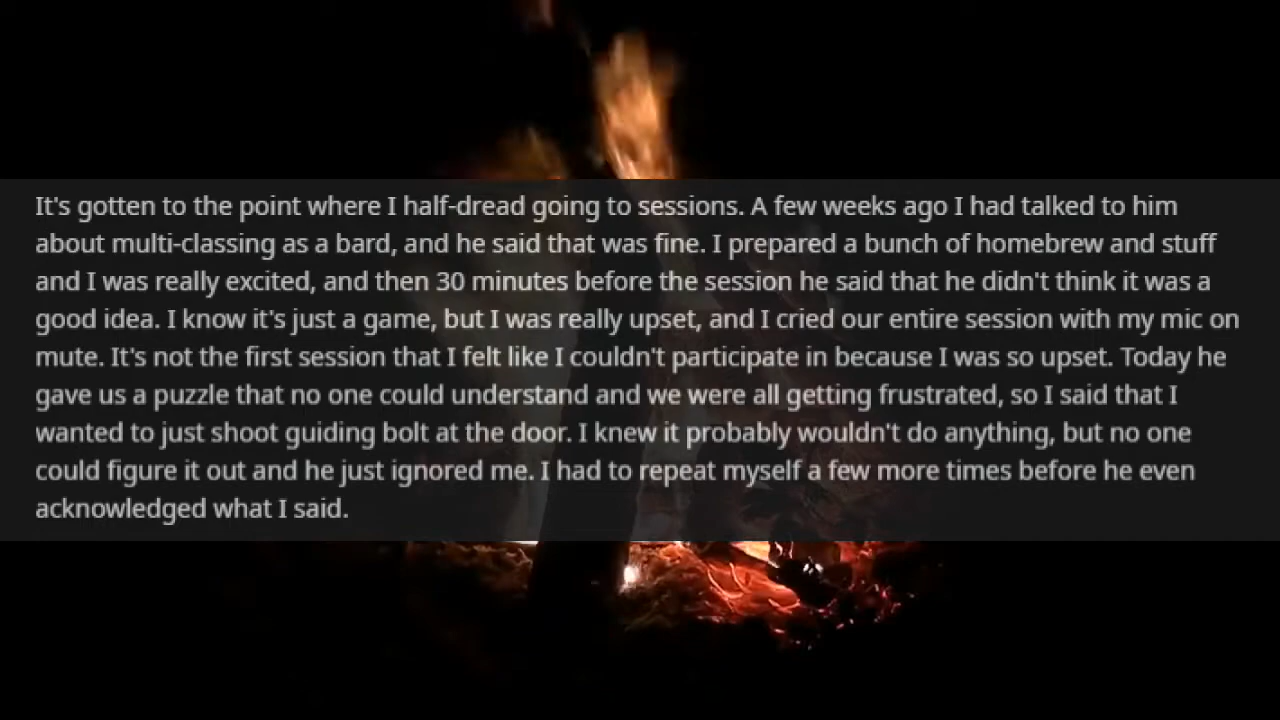 It's gotten to the point where I half-dread going to sessions. A few weeks ago I had talked to him
about multi-classing as a bard, and he said that was fine. I prepared a bunch of homebrew and stuff
and I was really excited, and then 30 minutes before the session he said that he didn't think it was a
good idea. I know it's just a game, but I was really upset, and I cried our entire session with my mic on
mute. It's not the first session that I felt like I couldn't participate in because I was so upset. Today he
gave us a puzzle that no one could understand and we were all getting frustrated, so I said that I
wanted to just shoot guiding bolt at the door. I knew it probably wouldn't do anything, but no one
could figure it out and he just ignored me. I had to repeat myself a few more times before he even
acknowledged what I said.